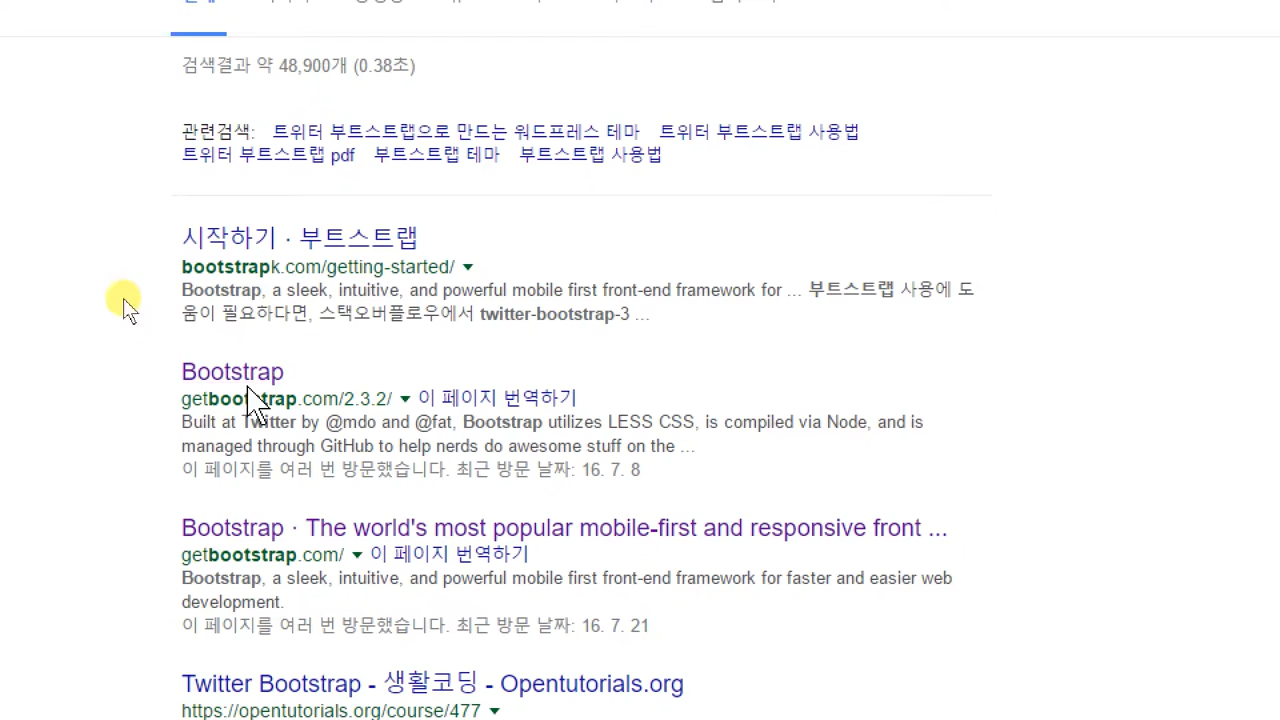 검색결과 약 48,900개 (0.38초)
관련검색: 트위터 부트스트랩으로 만드는 워드프레스 테마 트위터 부트스트랩 사용법
트위터 부트스트랩 pdf 부트스트랩 테마 부트스트랩 사용법
시작하기 · 부트스트랩
bootstrapk.com/getting-started/
Bootstrap, a sleek, intuitive, and powerful mobile first front-end framework for ... 부트스트랩 사용에 도
움이 필요하다면, 스택오버플로우에서 twitter-bootstrap-3 ...
Bootstrap
getbootstrap.com/2.3.2/ 이 페이지 번역하기
Built at Twitter by @mdo and @fat, Bootstrap utilizes LESS CSS, is compiled via Node, and is
managed through GitHub to help nerds do awesome stuff on the ...
이 페이지를 여러 번 방문했습니다. 최근 방문 날짜: 16. 7. 8
Bootstrap · The world's most popular mobile-first and responsive front ...
getbootstrap.com/ 이 페이지 번역하기
Bootstrap, a sleek, intuitive, and powerful mobile first front-end framework for faster and easier web
development.
이 페이지를 여러 번 방문했습니다. 최근 방문 날짜: 16. 7. 21
Twitter Bootstrap - 생활코딩 - Opentutorials.org
https://opentutorials.org/course/477